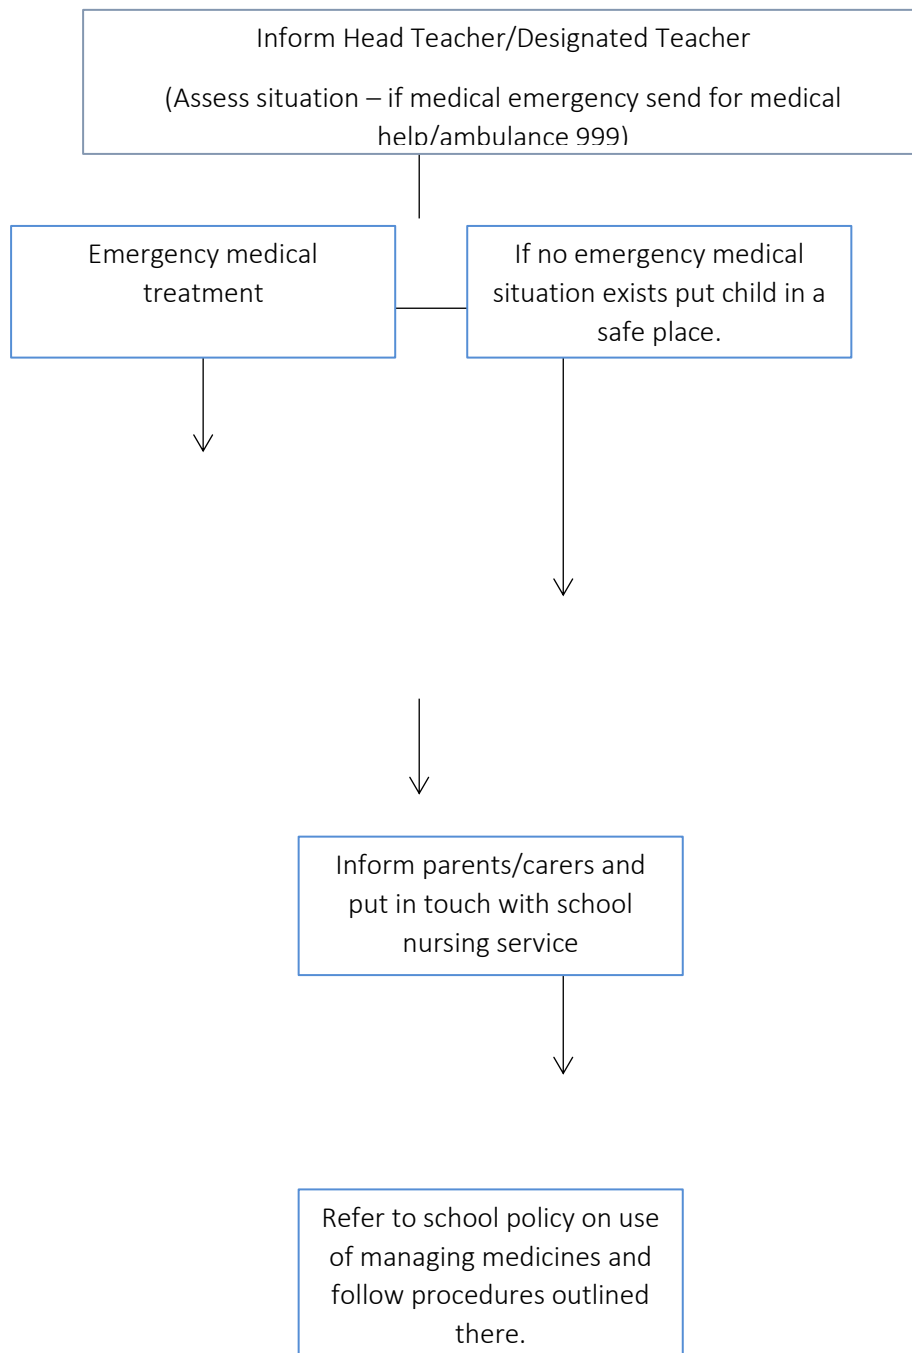 Inform Head Teacher/Designated Teacher
(Assess situation – if medical emergency send for medical
help/ambulance 999)
Emergency medical
treatment
If no emergency medical
situation exists put child in a
safe place.
Inform parents/carers and
put in touch with school
nursing service
Refer to school policy on use
of managing medicines and
follow procedures outlined
there.